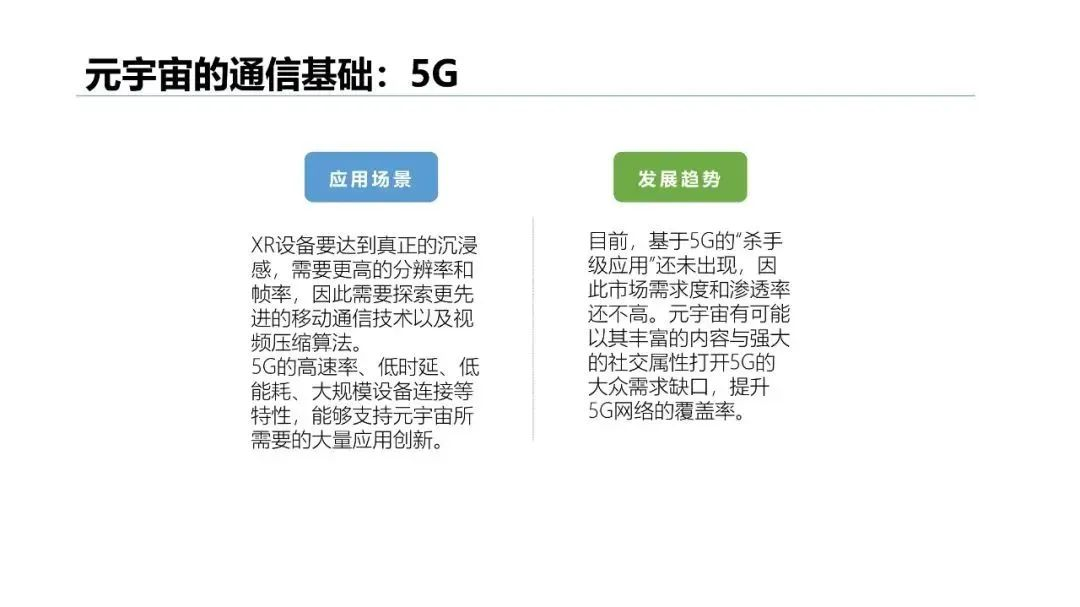 元宇宙的通信基础：5G
应用场景
XR设备要达到真正的沉浸
感，需要更高的分辨率和
帧率，因此需要探索更先
进的移动通信技术以及视
频压缩算法。
5G的高速率、低时延、低
能耗、大规模设备连接等
特性，能够支持元宇宙所
需要的大量应用创新。
发展趋势
目前，基于5G的“杀手
级应用”还未出现，因
此市场需求度和渗透率
还不高。元宇宙有可能
以其丰富的内容与强大
的社交属性打开5G的
大众需求缺口，提升
5G网络的覆盖率。